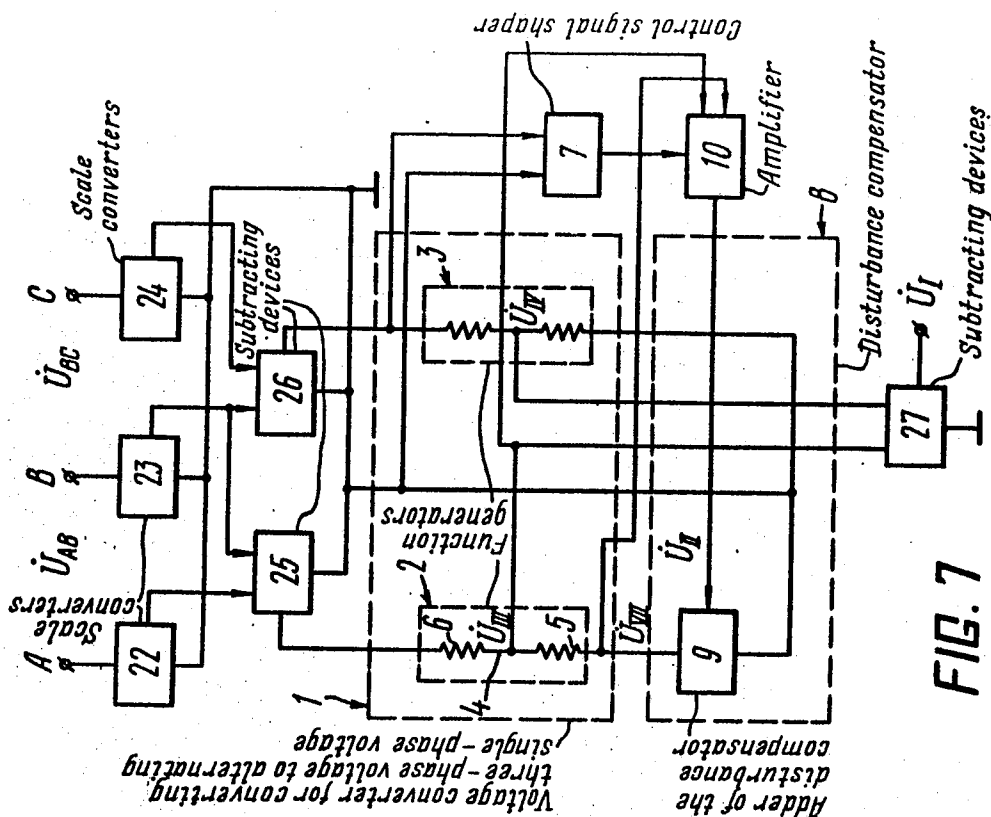 A
B
C
U̇AB
U̇BC
Scale
converters
Scale
converters
22
23
24
Subtracting
devices
25
26
1
2
3
6
U̇III
4
5
U̇IV
Function
generators
Voltage converter for converting
three-phase voltage to alternating
single-phase voltage
7
Control signal shaper
10
Amplifier
U̇VII
U̇II
9
8
Adder of the
disturbance
compensator
Disturbance compensator
27
U̇I
Subtracting devices
FIG. 7